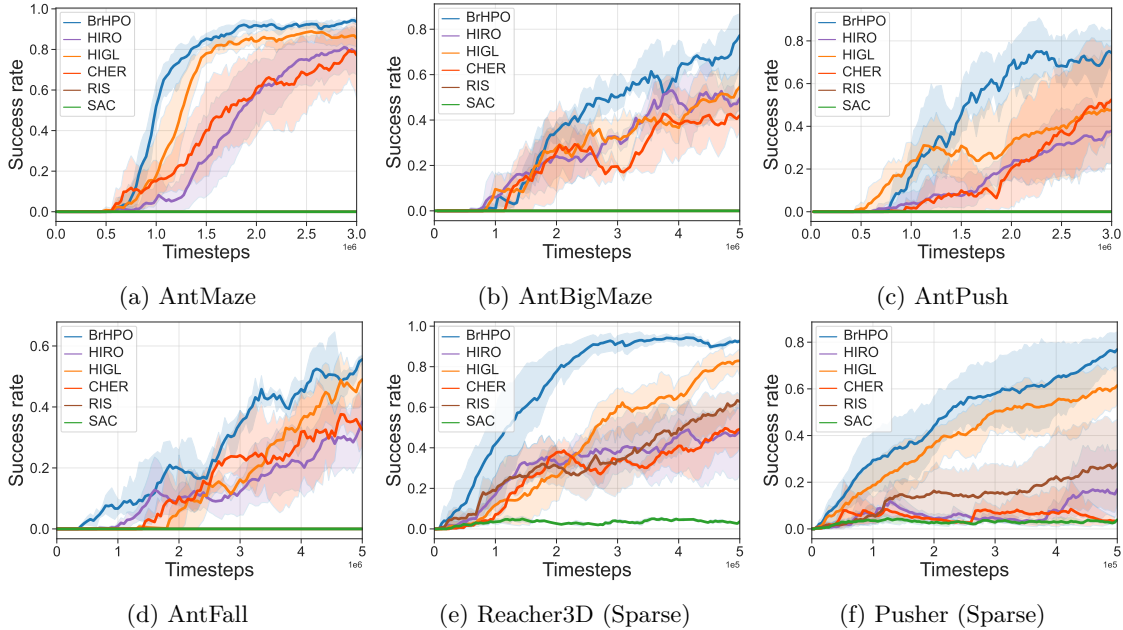 BrHPO
HIRO
HIGL
CHER
RIS
SAC
Success rate
0.0
0.2
0.4
0.6
0.8
1.0
0.0 0.5 1.0 1.5 2.0 2.5 3.0
1e6
Timesteps
(a) AntMaze
BrHPO
HIRO
HIGL
CHER
RIS
SAC
Success rate
0.0
0.2
0.4
0.6
0.8
0 1 2 3 4 5
1e6
Timesteps
(b) AntBigMaze
BrHPO
HIRO
HIGL
CHER
RIS
SAC
Success rate
0.0
0.2
0.4
0.6
0.8
0.0 0.5 1.0 1.5 2.0 2.5 3.0
1e6
Timesteps
(c) AntPush
BrHPO
HIRO
HIGL
CHER
RIS
SAC
Success rate
0.0
0.2
0.4
0.6
0 1 2 3 4 5
1e6
Timesteps
(d) AntFall
BrHPO
HIRO
HIGL
CHER
RIS
SAC
Success rate
0.0
0.2
0.4
0.6
0.8
1.0
0 1 2 3 4 5
1e5
Timesteps
(e) Reacher3D (Sparse)
BrHPO
HIRO
HIGL
CHER
RIS
SAC
Success rate
0.0
0.2
0.4
0.6
0.8
0 1 2 3 4 5
1e5
Timesteps
(f) Pusher (Sparse)